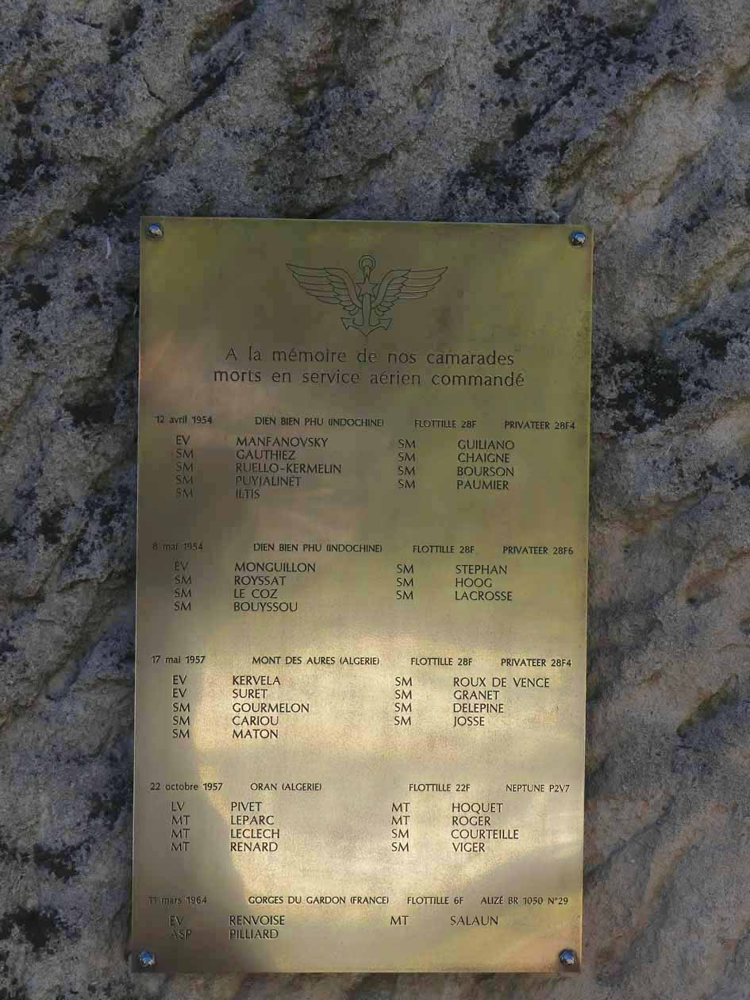 A la mémoire de nos camarades
morts en service aérien commandé
12 avril 1954 DIEN BIEN PHU (INDOCHINE) FLOTTILLE 28F PRIVATEER 28F4
EV MANFANOVSKY SM GUILIANO
SM GAUTHIEZ SM CHAIGNE
SM RUELLO-KERMELIN SM BOURSON
SM PUYJALINET SM PAUMIER
SM ILTIS
8 mai 1954 DIEN BIEN PHU (INDOCHINE) FLOTTILLE 28F PRIVATEER 28F6
EV MONGUILLON SM STEPHAN
SM ROYSSAT SM HOOG
SM LE COZ SM LACROSSE
SM BOUYSSOU
17 mai 1957 MONT DES AURES (ALGERIE) FLOTTILLE 28F PRIVATEER 28F4
EV KERVELA SM ROUX DE VENCE
EV SURET SM GRANET
SM GOURMELON SM DELEPINE
SM CARIOU SM JOSSE
SM MATON
22 octobre 1957 ORAN (ALGERIE) FLOTTILLE 22F NEPTUNE P2V7
LV PIVET MT HOQUET
MT LEPARC MT ROGER
MT LECLECH SM COURTEILLE
MT RENARD SM VIGER
11 mars 1964 GORGES DU GARDON (FRANCE) FLOTTILLE 6F ALIZÉ BR 1050 N°29
EV RENVOISE MT SALAUN
ASP PILLIARD